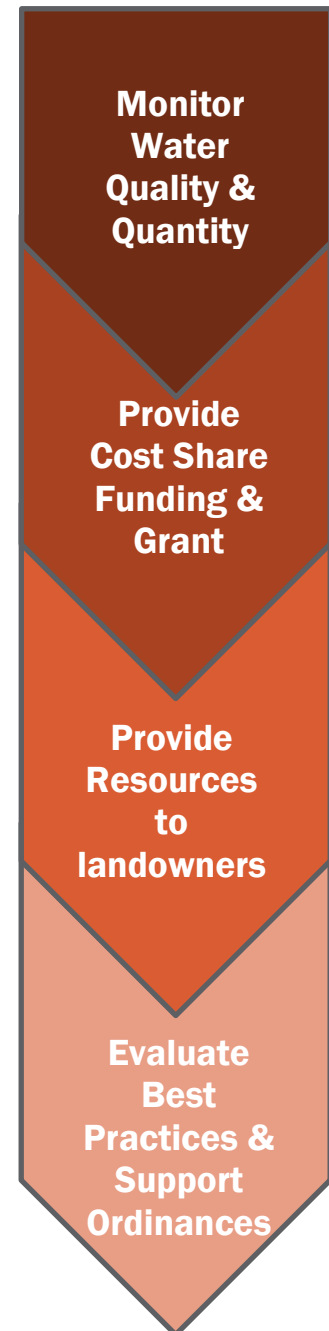 Monitor
Water
Quality &
Quantity
Provide
Cost Share
Funding &
Grant
Provide
Resources
to
landowners
Evaluate
Best
Practices &
Support
Ordinances